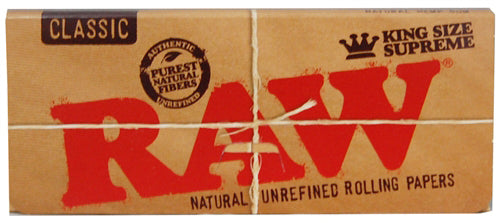 CLASSIC
AUTHENTIC
PUREST
NATURAL
FIBERS
UNREFINED
KING SIZE
SUPREME
RAW®
NATURAL UNREFINED ROLLING PAPERS